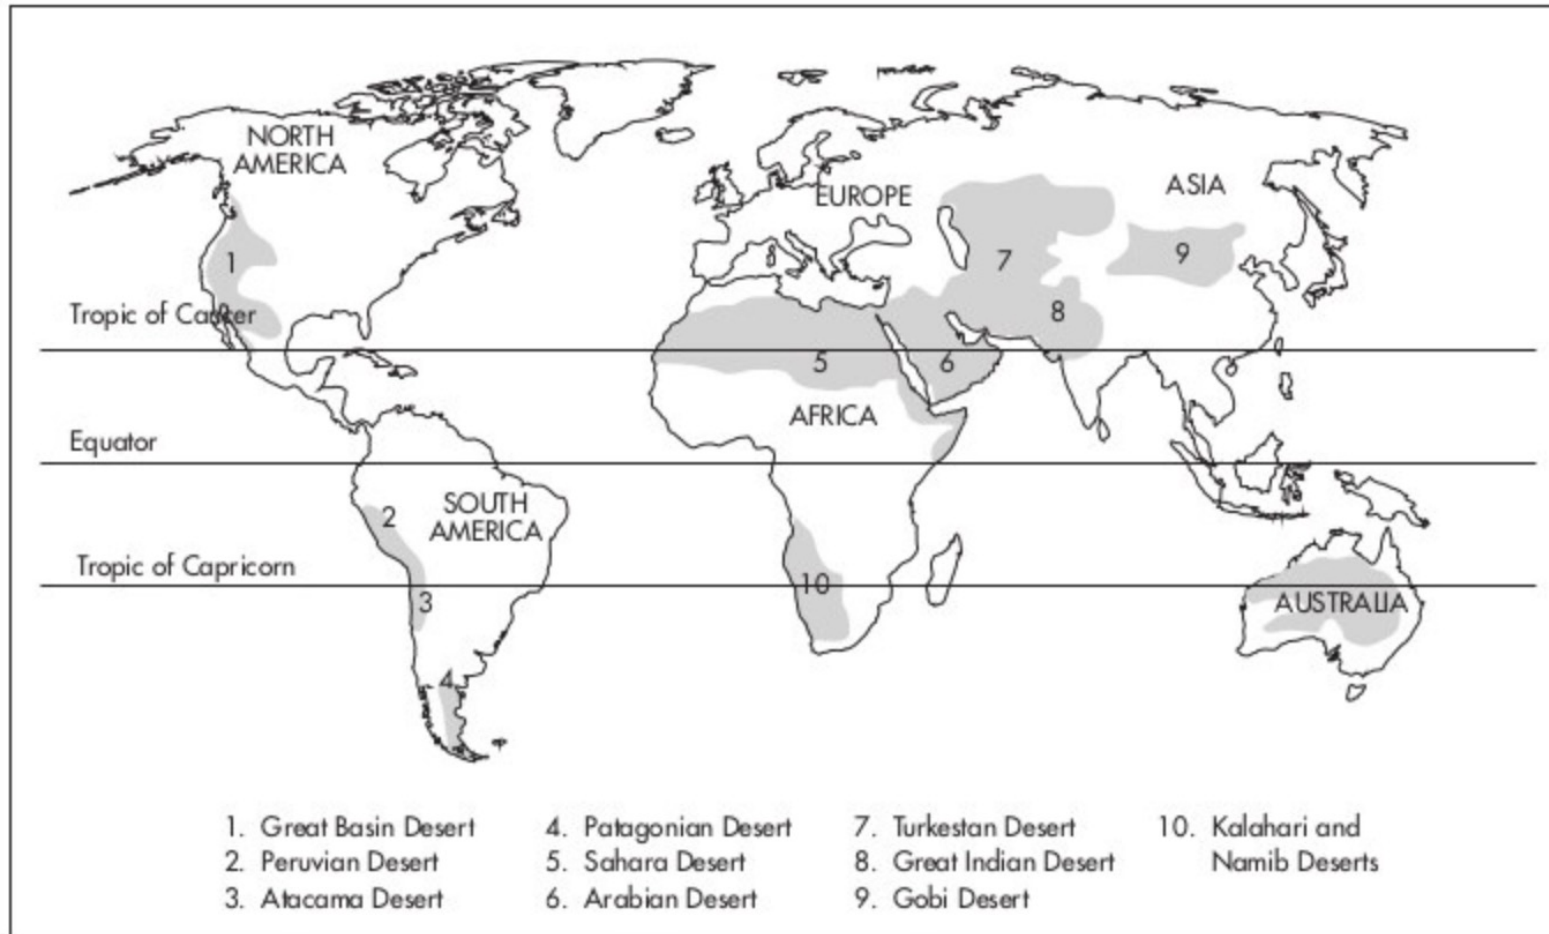 NORTH
AMERICA
EUROPE
ASIA
1
7
9
8
Tropic of Cancer
5
6
AFRICA
Equator
2
SOUTH
AMERICA
Tropic of Capricorn
10
3
AUSTRALIA
4
1. Great Basin Desert
2. Peruvian Desert
3. Atacama Desert
4. Patagonian Desert
5. Sahara Desert
6. Arabian Desert
7. Turkestan Desert
8. Great Indian Desert
9. Gobi Desert
10. Kalahari and
Namib Deserts